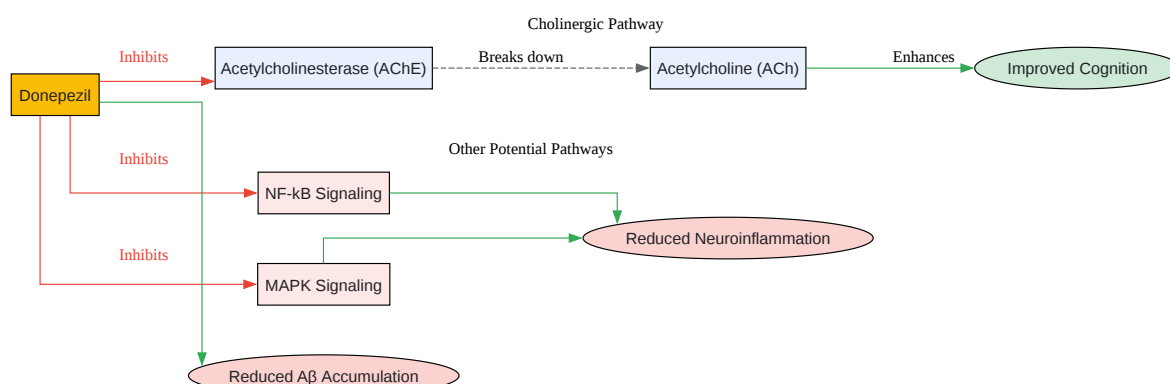 Cholinergic Pathway
Inhibits
Acetylcholinesterase (AChE)
Breaks down
Acetylcholine (ACh)
Enhances
Improved Cognition
Donepezil
Other Potential Pathways
Inhibits
NF-kB Signaling
Reduced Neuroinflammation
Inhibits
MAPK Signaling
Reduced Aβ Accumulation